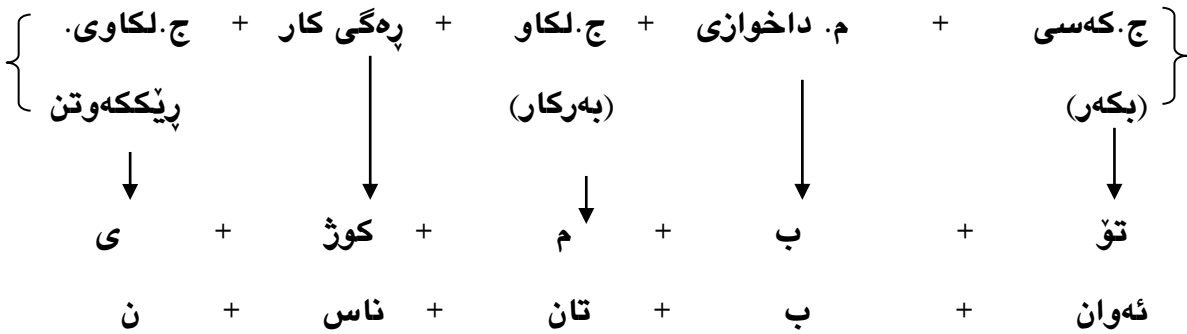 ج.کەسی + م. داخوازی + ج.لکاو + ڕەگی کار + ج.لکاوی.
(بکەر) (بەرکار) ڕێککەوتن
تۆ + ب + م + کوژ + ی
ئەوان + ب + تان + ناس + ن